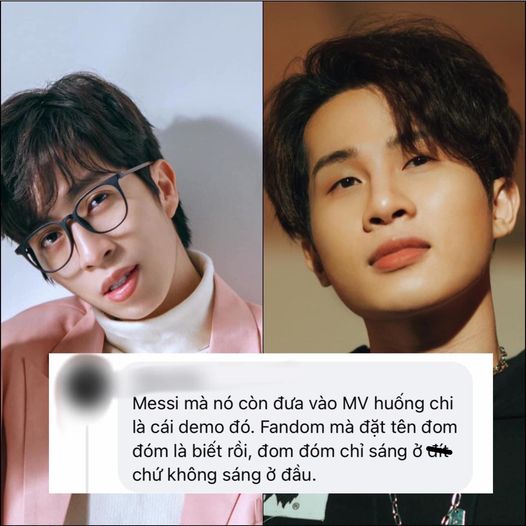 Messi mà nó còn đưa vào MV huống chi
là cái demo đó. Fandom mà đặt tên đom
đóm là biết rồi, đom đóm chỉ sáng ở đít
chứ không sáng ở đầu.